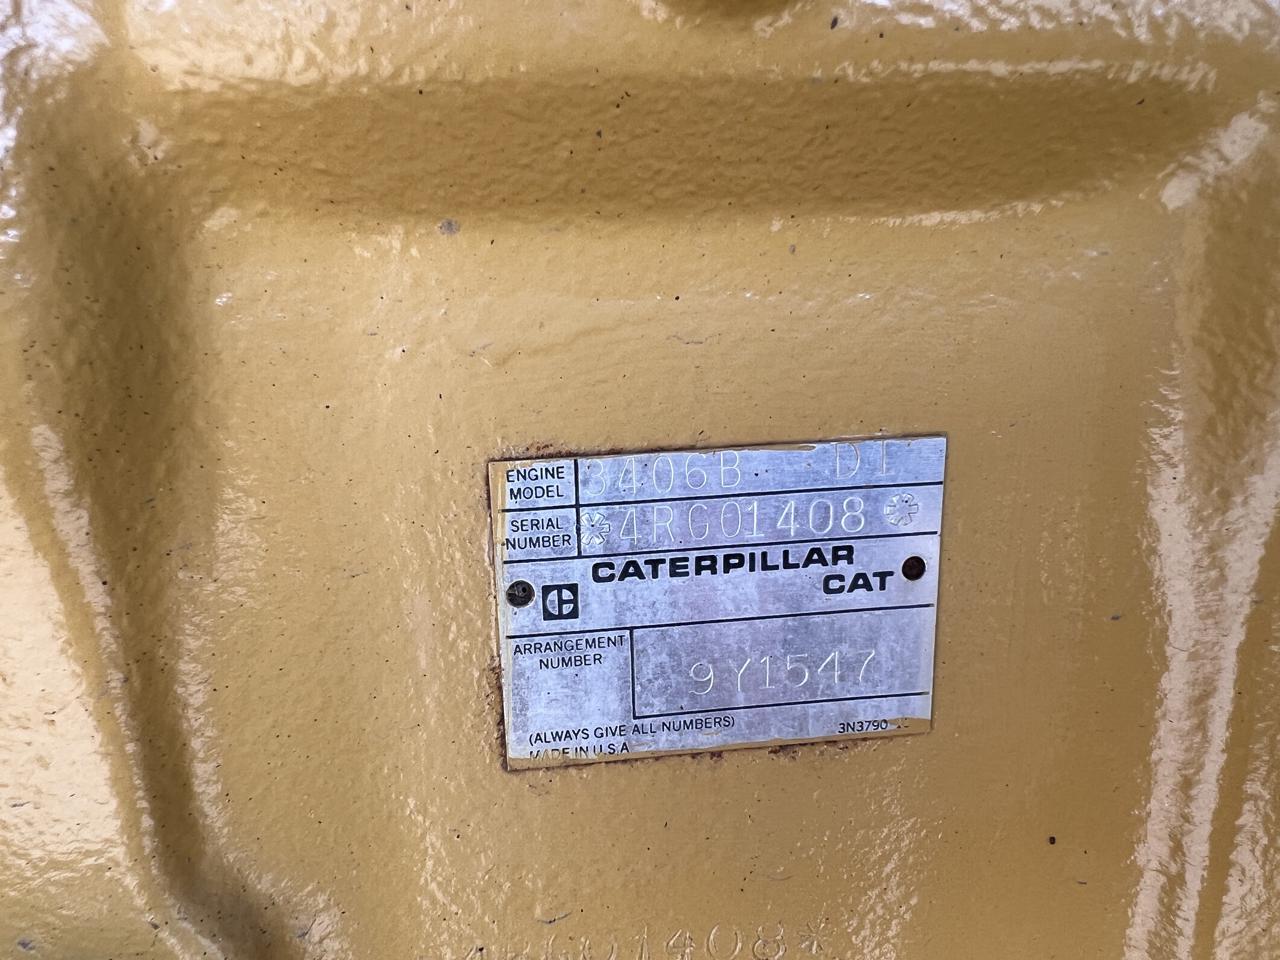 ENGINE MODEL 3406B DI
SERIAL NUMBER *4RG01408*
CATERPILLAR
CAT
ARRANGEMENT NUMBER 9Y1547
(ALWAYS GIVE ALL NUMBERS) 3N3790
MADE IN U.S.A
4RG01408*